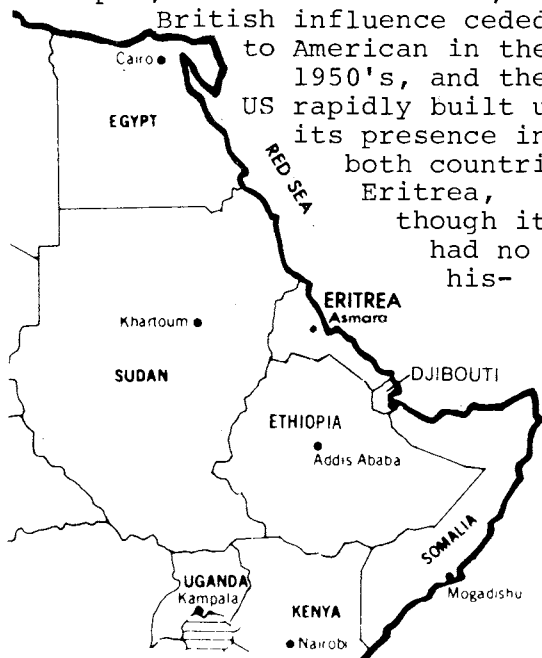 British influence ceded
to American in the
1950's, and the
US rapidly built u
its presence in
both countri
Eritrea,
though it
had no
his-
Cairo
EGYPT
RED SEA
ERITREA
Asmara
Khartoum
SUDAN
DJIBOUTI
ETHIOPIA
Addis Ababa
SOMALIA
UGANDA
Kampala
Mogadishu
KENYA
Nairobi